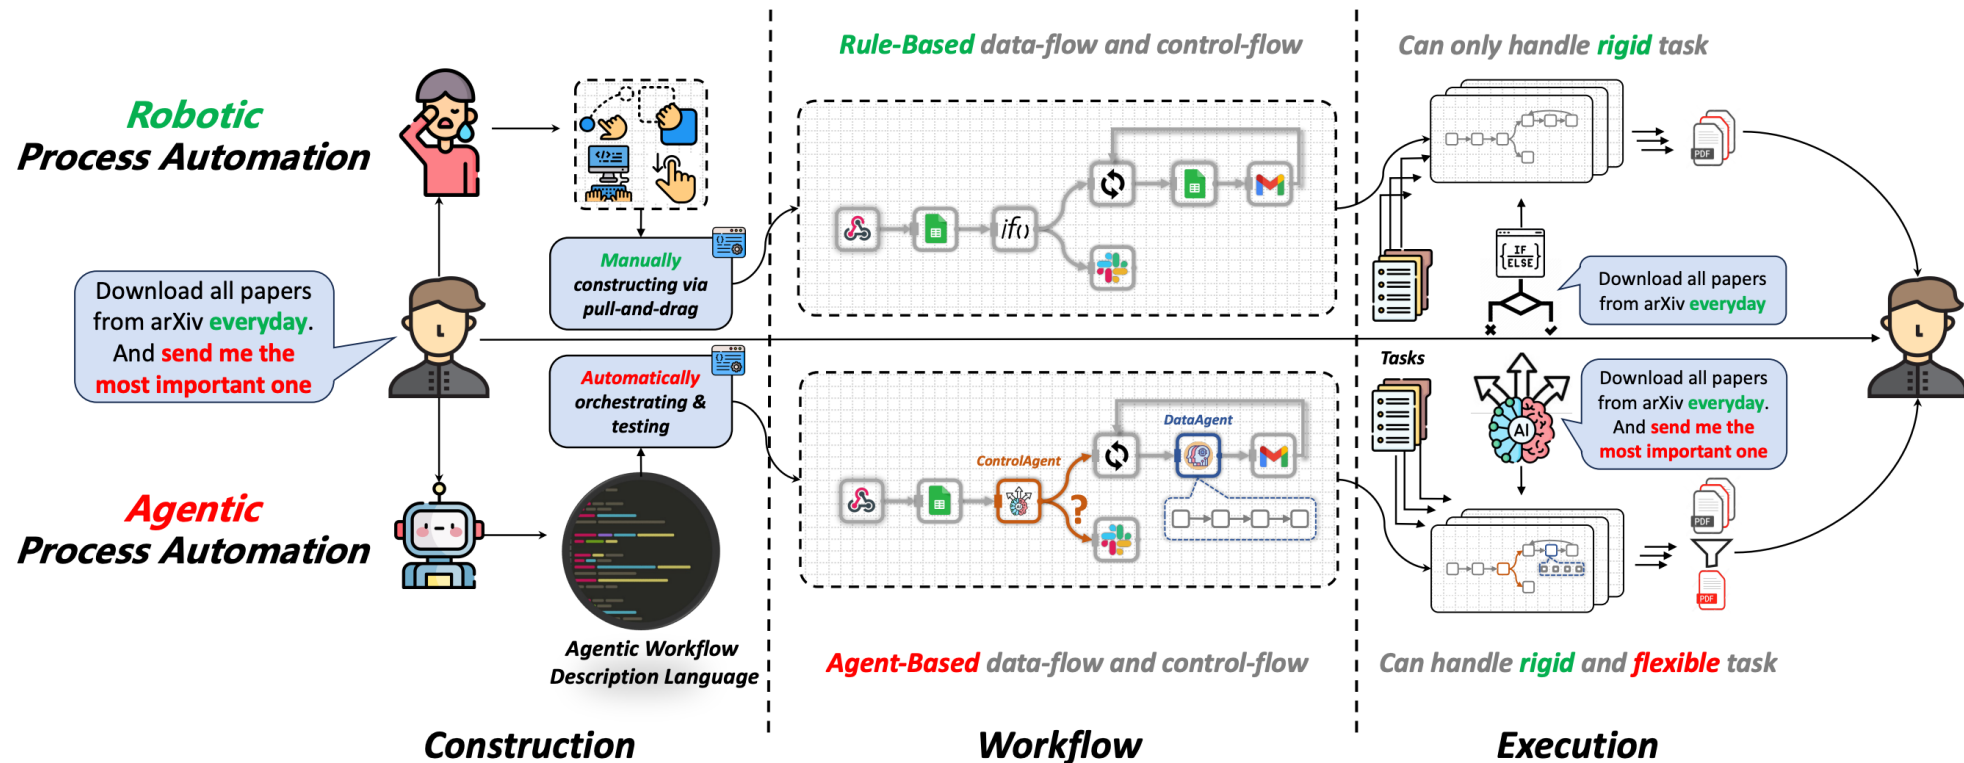 Robotic
Process Automation
Download all papers
from arXiv everyday.
And send me the
most important one
Agentic
Process Automation
Manually
constructing via
pull-and-drag
Automatically
orchestrating &
testing
Agentic Workflow
Description Language
Construction
Rule-Based data-flow and control-flow
if()
ControlAgent
DataAgent
?
Agent-Based data-flow and control-flow
Workflow
Can only handle rigid task
PDF
IF
ELSE
Download all papers
from arXiv everyday
Tasks
AI
Download all papers
from arXiv everyday.
And send me the
most important one
PDF
PDF
Can handle rigid and flexible task
Execution